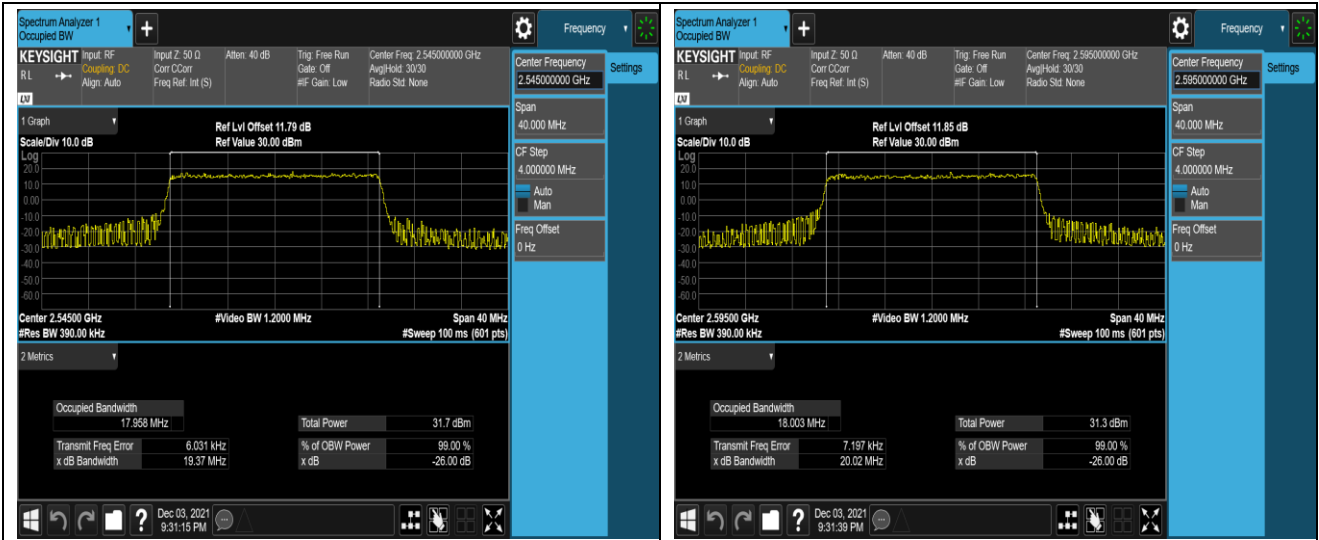 Spectrum Analyzer 1
Occupied BW
+
Frequency
KEYSIGHT
Input: RF
Coupling: DC
Align: Auto
Input Z: 50 Ω
Corr CCorr
Freq Ref: Int (S)
Atten: 40 dB
Trig: Free Run
Gate: Off
#IF Gain: Low
Center Freq: 2.545000000 GHz
Avg|Hold: 30/30
Radio Std: None
R L
LXI
Center Frequency
2.545000000 GHz
Settings
Span
40.000 MHz
CF Step
4.000000 MHz
Auto
Man
Freq Offset
0 Hz
1 Graph
Scale/Div 10.0 dB
Ref Lvl Offset 11.79 dB
Ref Value 30.00 dBm
Log
20.0
10.0
0.00
-10.0
-20.0
-30.0
-40.0
-50.0
-60.0
Center 2.54500 GHz
#Video BW 1.2000 MHz
Span 40 MHz
#Res BW 390.00 kHz
#Sweep 100 ms (601 pts)
2 Metrics
Occupied Bandwidth
17.958 MHz
Total Power 31.7 dBm
Transmit Freq Error 6.031 kHz
% of OBW Power 99.00 %
x dB Bandwidth 19.37 MHz
x dB -26.00 dB
?
Dec 03, 2021
9:31:15 PM
Spectrum Analyzer 1
Occupied BW
+
Frequency
KEYSIGHT
Input: RF
Coupling: DC
Align: Auto
Input Z: 50 Ω
Corr CCorr
Freq Ref: Int (S)
Atten: 40 dB
Trig: Free Run
Gate: Off
#IF Gain: Low
Center Freq: 2.595000000 GHz
Avg|Hold: 30/30
Radio Std: None
R L
LXI
Center Frequency
2.595000000 GHz
Settings
Span
40.000 MHz
CF Step
4.000000 MHz
Auto
Man
Freq Offset
0 Hz
1 Graph
Scale/Div 10.0 dB
Ref Lvl Offset 11.85 dB
Ref Value 30.00 dBm
Log
20.0
10.0
0.00
-10.0
-20.0
-30.0
-40.0
-50.0
-60.0
Center 2.59500 GHz
#Video BW 1.2000 MHz
Span 40 MHz
#Res BW 390.00 kHz
#Sweep 100 ms (601 pts)
2 Metrics
Occupied Bandwidth
18.003 MHz
Total Power 31.3 dBm
Transmit Freq Error 7.197 kHz
% of OBW Power 99.00 %
x dB Bandwidth 20.02 MHz
x dB -26.00 dB
?
Dec 03, 2021
9:31:39 PM